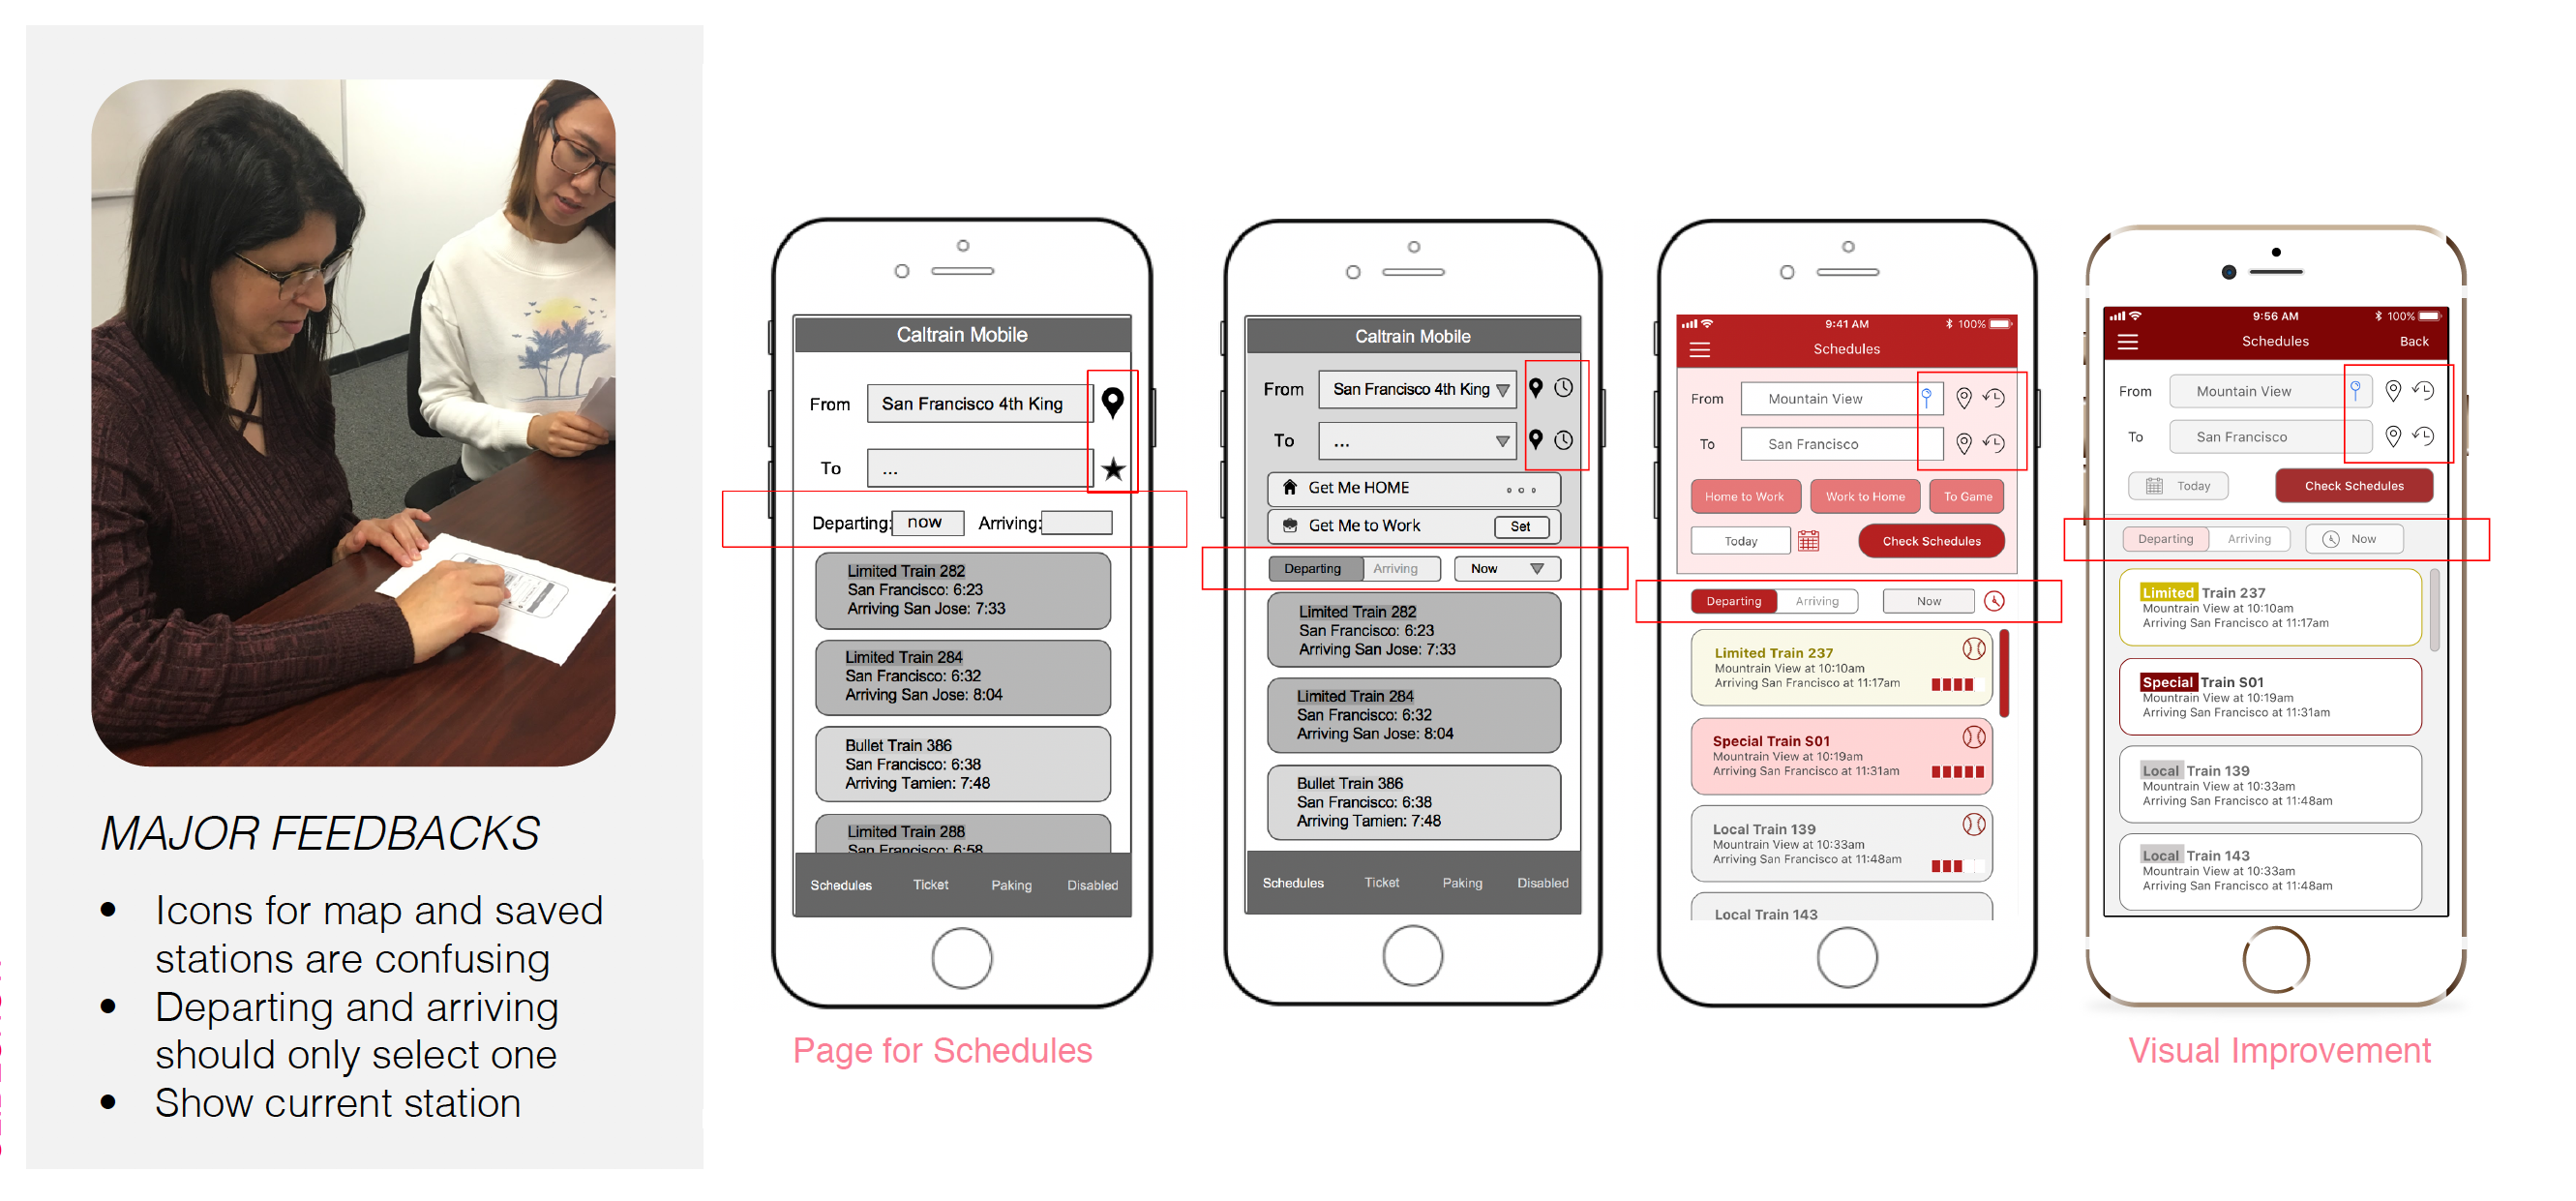 MAJOR FEEDBACKS
• Icons for map and saved
stations are confusing
• Departing and arriving
should only select one
• Show current station
Caltrain Mobile
From San Francisco 4th King
To ...
Departing: now Arriving:
Limited Train 282
San Francisco: 6:23
Arriving San Jose: 7:33
Limited Train 284
San Francisco: 6:32
Arriving San Jose: 8:04
Bullet Train 386
San Francisco: 6:38
Arriving Tamien: 7:48
Limited Train 288
San Francisco: 6:58
Schedules Ticket Paking Disabled
Page for Schedules
Caltrain Mobile
From San Francisco 4th King
To ...
Get Me HOME
Get Me to Work Set
Departing Arriving Now
Limited Train 282
San Francisco: 6:23
Arriving San Jose: 7:33
Limited Train 284
San Francisco: 6:32
Arriving San Jose: 8:04
Bullet Train 386
San Francisco: 6:38
Arriving Tamien: 7:48
Schedules Ticket Paking Disabled
9:41 AM 100%
Schedules
From Mountain View
To San Francisco
Home to Work Work to Home To Game
Today Check Schedules
Departing Arriving Now
Limited Train 237
Mountrain View at 10:10am
Arriving San Francisco at 11:17am
Special Train S01
Mountrain View at 10:19am
Arriving San Francisco at 11:31am
Local Train 139
Mountrain View at 10:33am
Arriving San Francisco at 11:48am
Local Train 143
9:56 AM 100%
Schedules Back
From Mountain View
To San Francisco
Today Check Schedules
Departing Arriving Now
Limited Train 237
Mountrain View at 10:10am
Arriving San Francisco at 11:17am
Special Train S01
Mountrain View at 10:19am
Arriving San Francisco at 11:31am
Local Train 139
Mountrain View at 10:33am
Arriving San Francisco at 11:48am
Local Train 143
Mountrain View at 10:33am
Arriving San Francisco at 11:48am
Visual Improvement